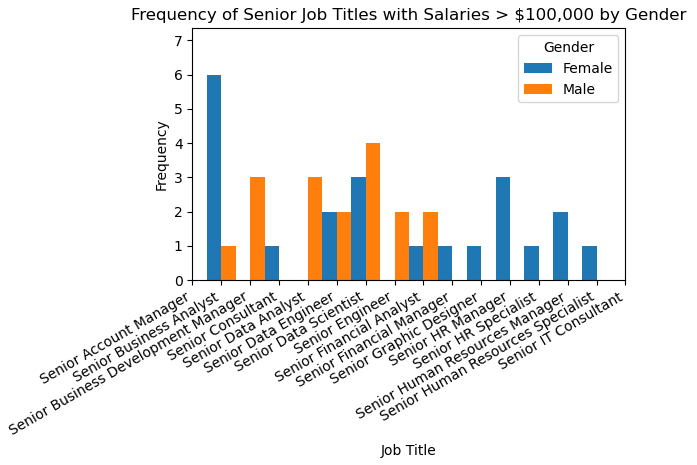 Frequency of Senior Job Titles with Salaries > $100,000 by Gender
Gender
Female
Male
Frequency
7
6
5
4
3
2
1
0
Senior Account Manager
Senior Business Analyst
Senior Business Development Manager
Senior Consultant
Senior Data Analyst
Senior Data Engineer
Senior Data Scientist
Senior Engineer
Senior Financial Analyst
Senior Financial Manager
Senior Graphic Designer
Senior HR Manager
Senior HR Specialist
Senior Human Resources Manager
Senior Human Resources Specialist
Senior IT Consultant
Job Title